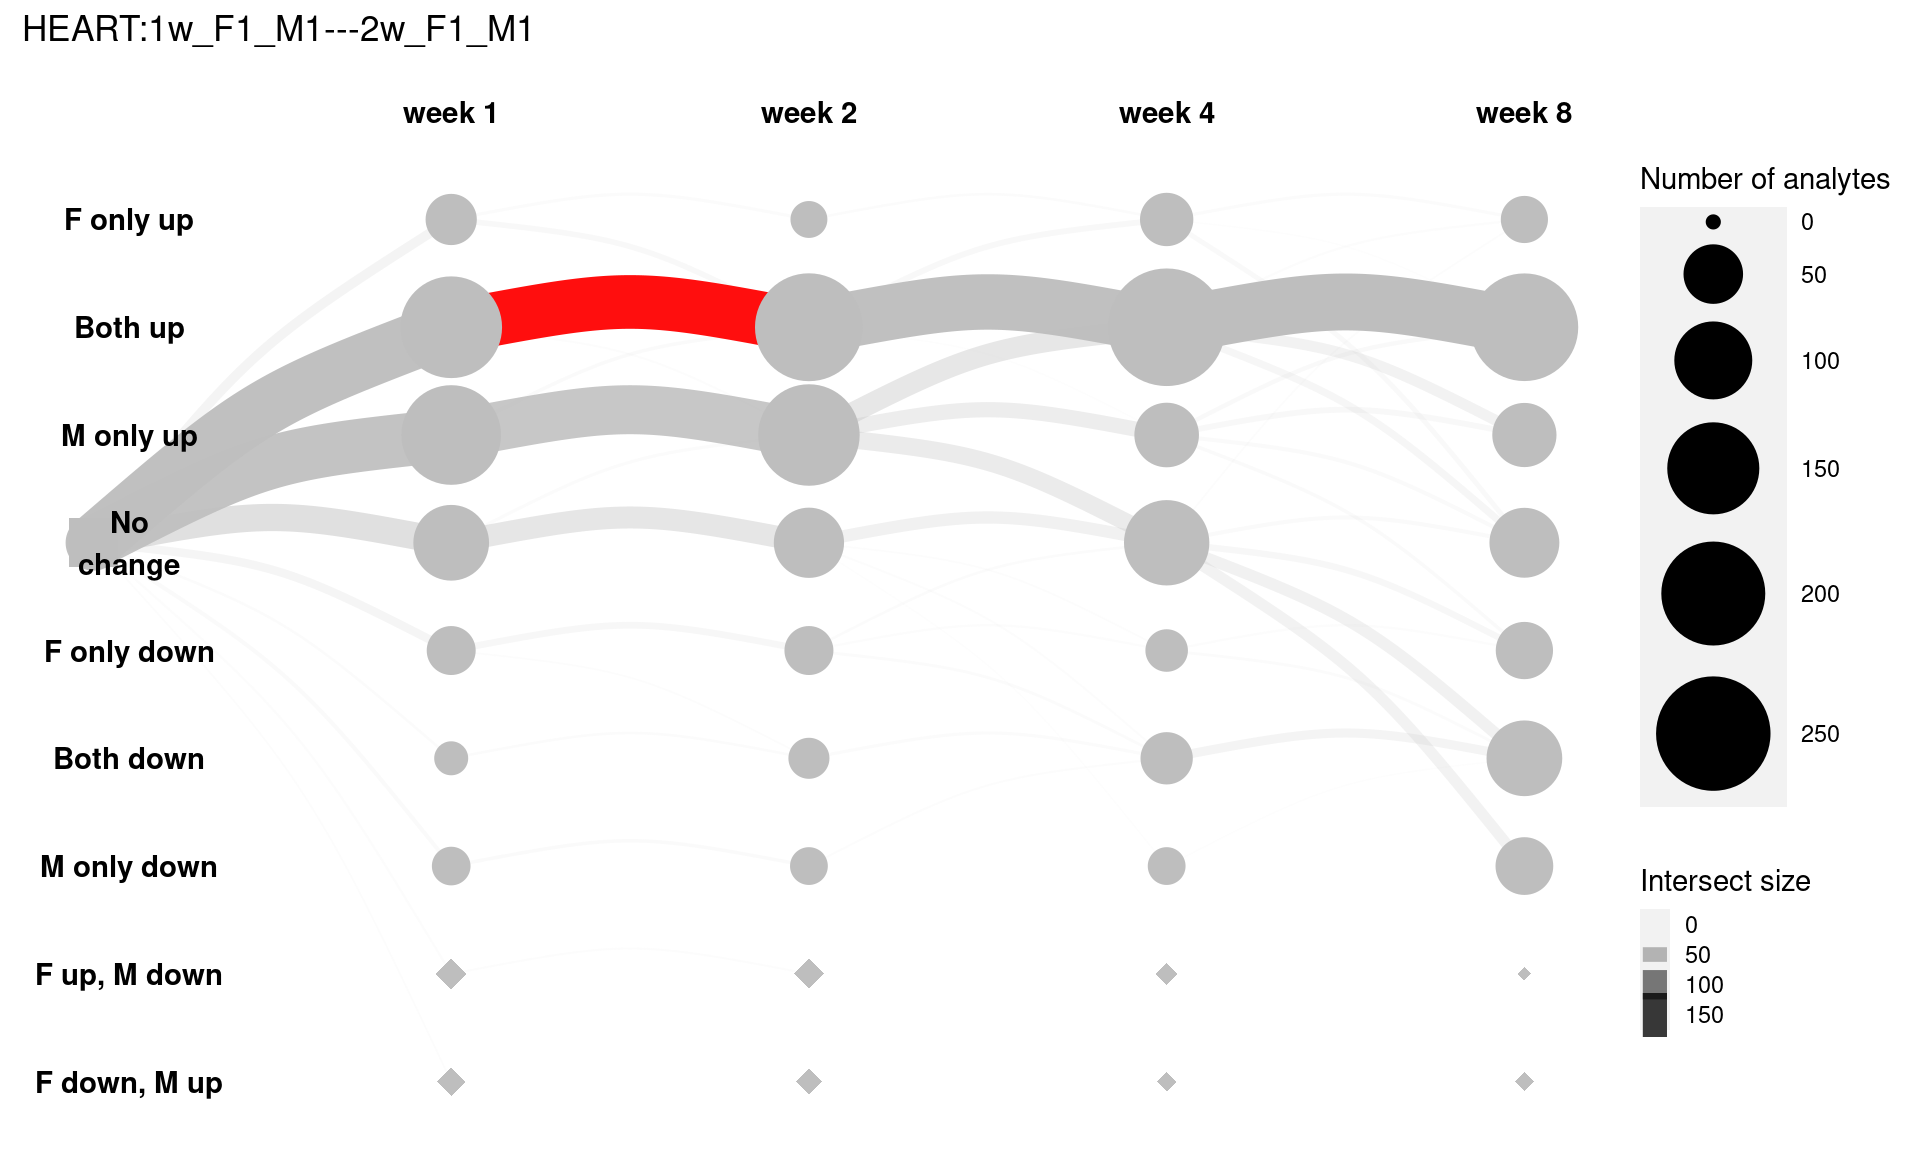 HEART:1w_F1_M1---2w_F1_M1
week 1
week 2
week 4
week 8
F only up
Both up
M only up
No
change
F only down
Both down
M only down
F up, M down
F down, M up
Number of analytes
0
50
100
150
200
250
Intersect size
0
50
100
150